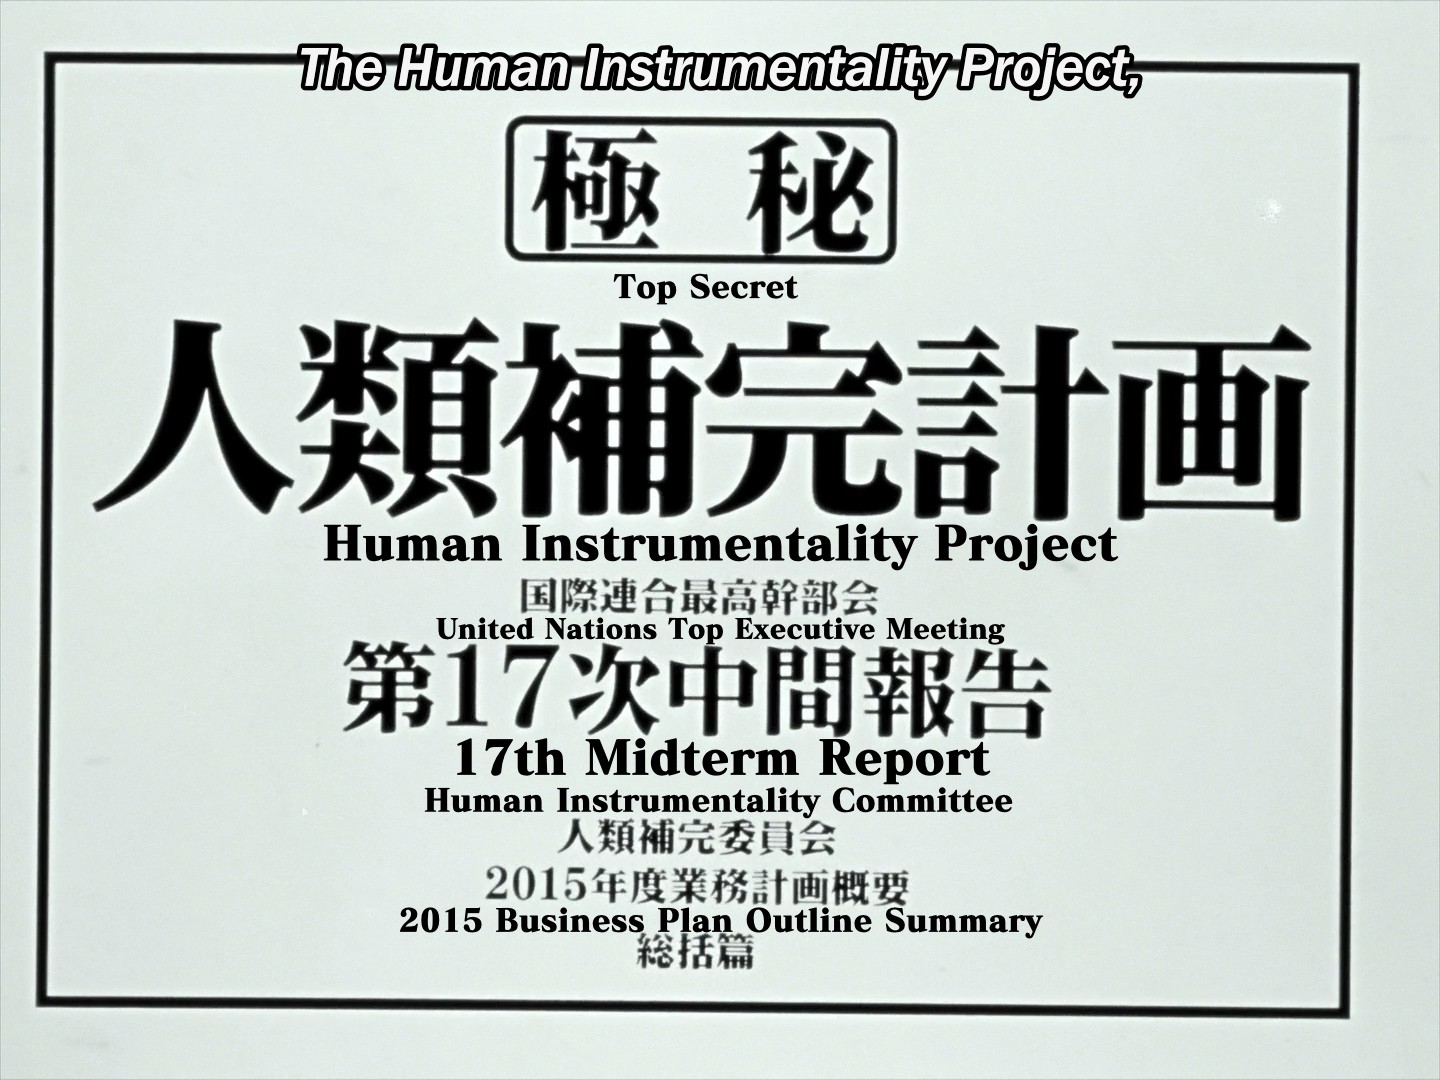 The Human Instrumentality Project,
極秘
Top Secret
人類補完計画
Human Instrumentality Project
国際連合最高幹部会
United Nations Top Executive Meeting
第17次中間報告
17th Midterm Report
Human Instrumentality Committee
人類補完委員会
2015年度業務計画概要
2015 Business Plan Outline Summary
総括篇